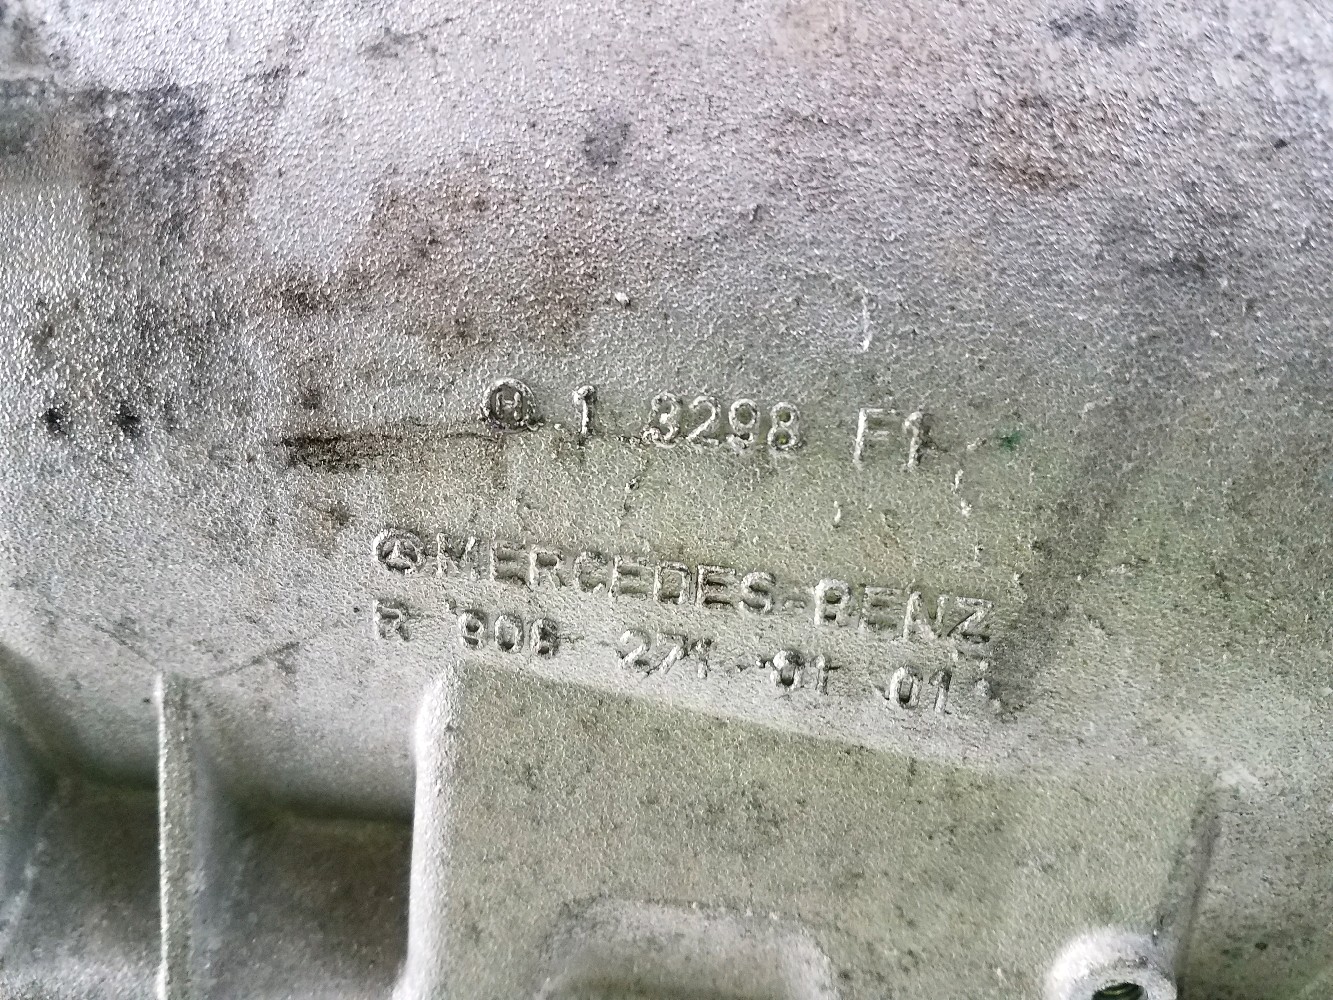 H 1 3298 F1
MERCEDES-BENZ
R 906 271 01 01